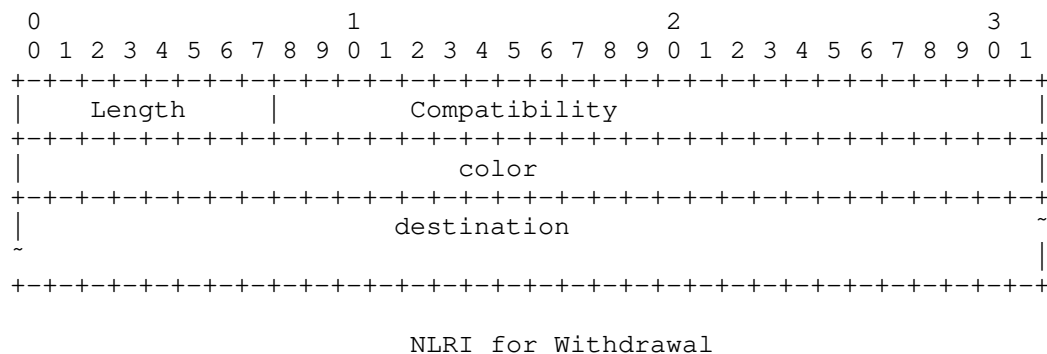 0                   1                   2                   3
0 1 2 3 4 5 6 7 8 9 0 1 2 3 4 5 6 7 8 9 0 1 2 3 4 5 6 7 8 9 0 1
+-+-+-+-+-+-+-+-+-+-+-+-+-+-+-+-+-+-+-+-+-+-+-+-+-+-+-+-+-+-+-+-+
|    Length     |        Compatibility                          |
+-+-+-+-+-+-+-+-+-+-+-+-+-+-+-+-+-+-+-+-+-+-+-+-+-+-+-+-+-+-+-+-+
|                           color                               |
+-+-+-+-+-+-+-+-+-+-+-+-+-+-+-+-+-+-+-+-+-+-+-+-+-+-+-+-+-+-+-+-+
|                       destination                             ~
~                                                               |
+-+-+-+-+-+-+-+-+-+-+-+-+-+-+-+-+-+-+-+-+-+-+-+-+-+-+-+-+-+-+-+-+
NLRI for Withdrawal